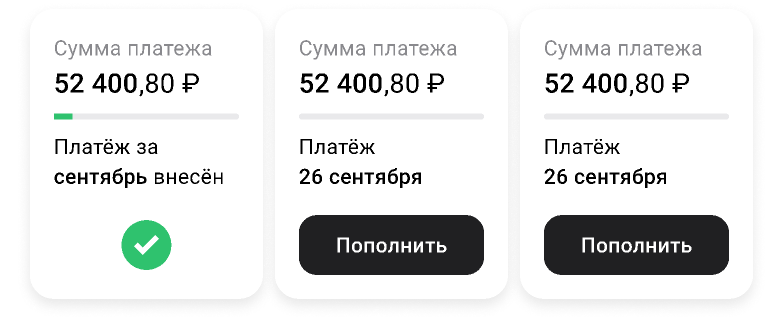 Сумма платежа
52 400,80 ₽
Платёж за
сентябрь внесён
Сумма платежа
52 400,80 ₽
Платёж
26 сентября
Пополнить
Сумма платежа
52 400,80 ₽
Платёж
26 сентября
Пополнить